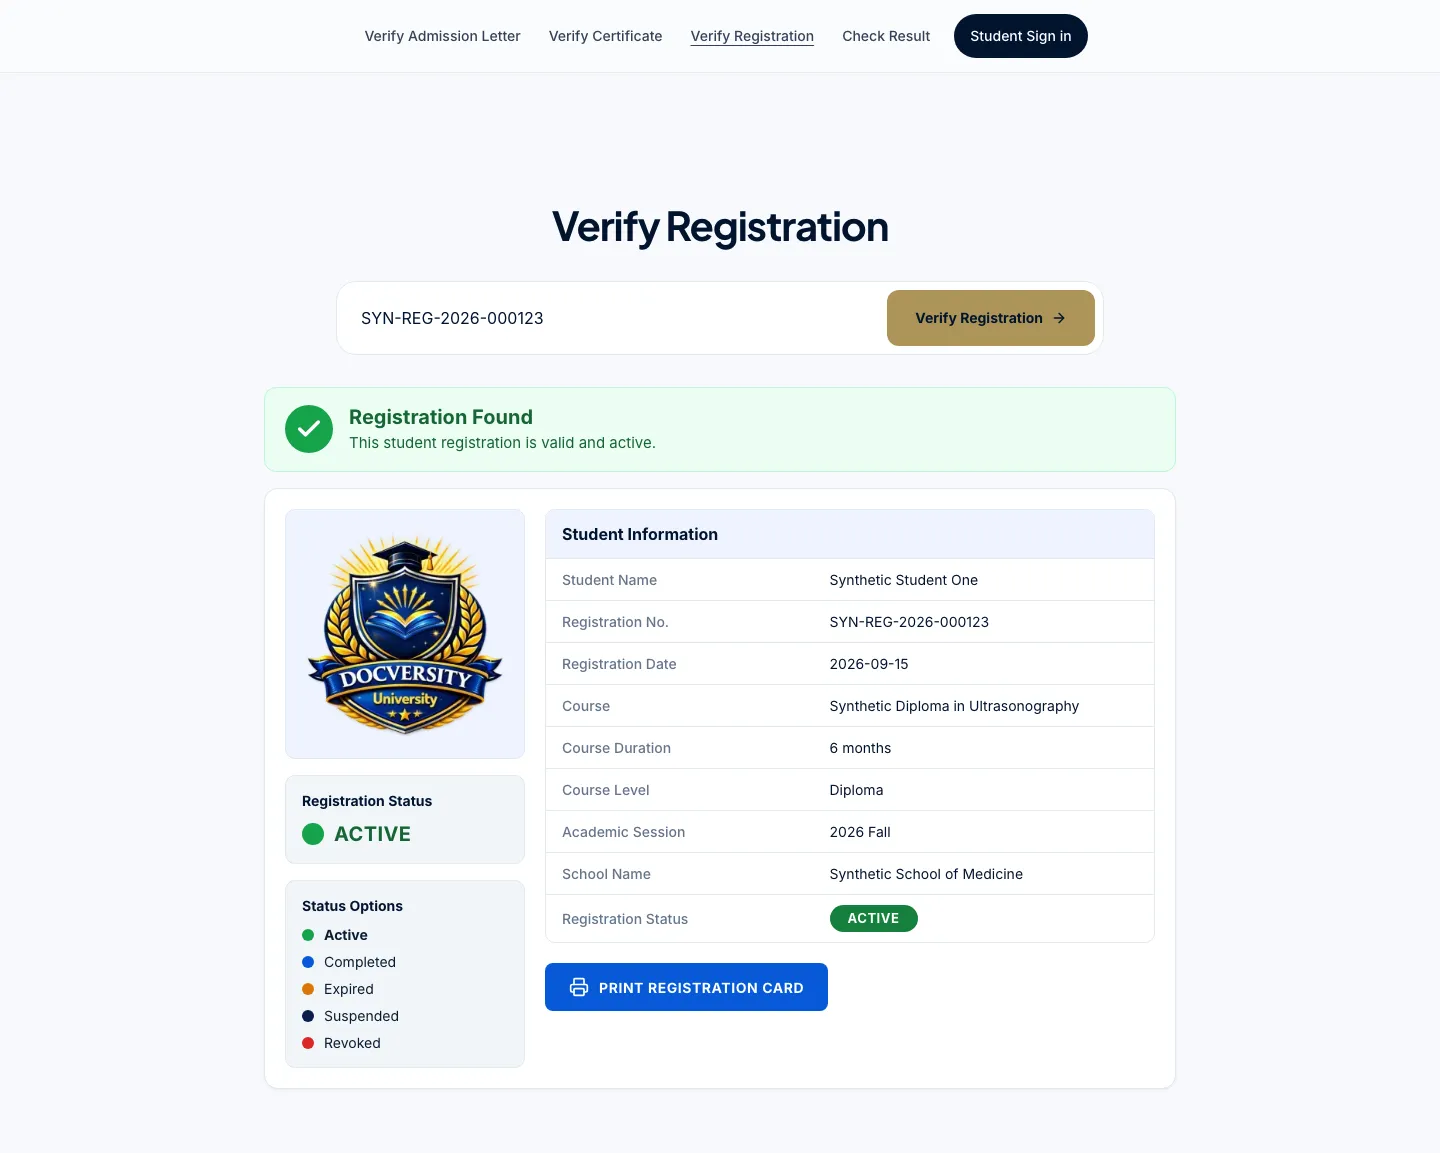 Verify Admission Letter
Verify Certificate
Verify Registration
Check Result
Student Sign in
Verify Registration
SYN-REG-2026-000123
Verify Registration →
Registration Found
This student registration is valid and active.
DOCVERSITY
University
Registration Status
ACTIVE
Status Options
Active
Completed
Expired
Suspended
Revoked
Student Information
Student Name Synthetic Student One
Registration No. SYN-REG-2026-000123
Registration Date 2026-09-15
Course Synthetic Diploma in Ultrasonography
Course Duration 6 months
Course Level Diploma
Academic Session 2026 Fall
School Name Synthetic School of Medicine
Registration Status ACTIVE
PRINT REGISTRATION CARD